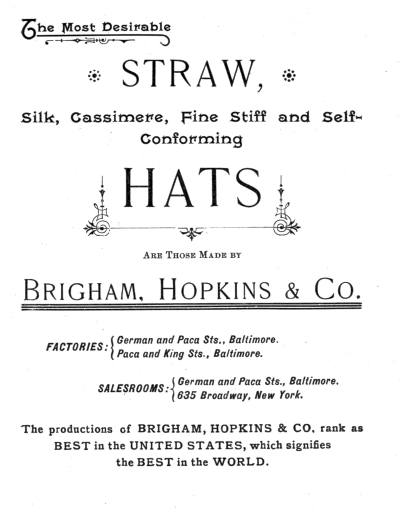 The Most Desirable
STRAW,
Silk, Cassimere, Fine Stiff and Self-
Conforming
HATS
ARE THOSE MADE BY
BRIGHAM, HOPKINS & CO.
FACTORIES: German and Paca Sts., Baltimore.
Paca and King Sts., Baltimore.
SALESROOMS: German and Paca Sts., Baltimore.
635 Broadway, New York.
The productions of BRIGHAM, HOPKINS & CO. rank as
BEST in the UNITED STATES, which signifies
the BEST in the WORLD.